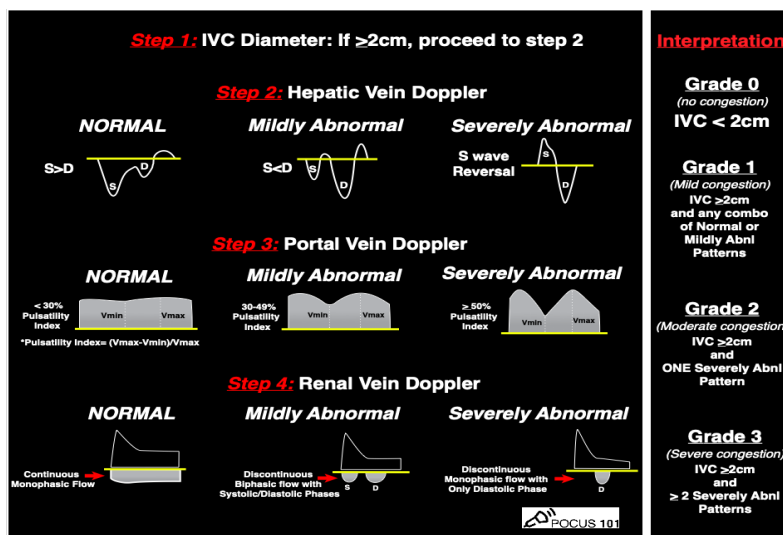 Step 1: IVC Diameter: If ≥2cm, proceed to step 2
Step 2: Hepatic Vein Doppler
NORMAL
Mildly Abnormal
Severely Abnormal
S>D
S
D
S<D
S
D
S wave
Reversal
S
D
Step 3: Portal Vein Doppler
NORMAL
Mildly Abnormal
Severely Abnormal
< 30%
Pulsatility
Index
Vmin
Vmax
30-49%
Pulsatility
Index
Vmin
Vmax
≥ 50%
Pulsatility
Index
Vmin
Vmax
*Pulsatility Index= (Vmax-Vmin)/Vmax
Step 4: Renal Vein Doppler
NORMAL
Mildly Abnormal
Severely Abnormal
Continuous
Monophasic Flow
Discontinuous
Biphasic flow with
Systolic/Diastolic Phases
S
D
Discontinuous
Monophasic flow with
Only Diastolic Phase
D
POCUS 101
Interpretation
Grade 0
(no congestion)
IVC < 2cm
Grade 1
(Mild congestion)
IVC ≥2cm
and any combo
of Normal or
Mildly Abnl
Patterns
Grade 2
(Moderate congestion)
IVC ≥2cm
and
ONE Severely Abnl
Pattern
Grade 3
(Severe congestion)
IVC ≥2cm
and
≥ 2 Severely Abnl
Patterns